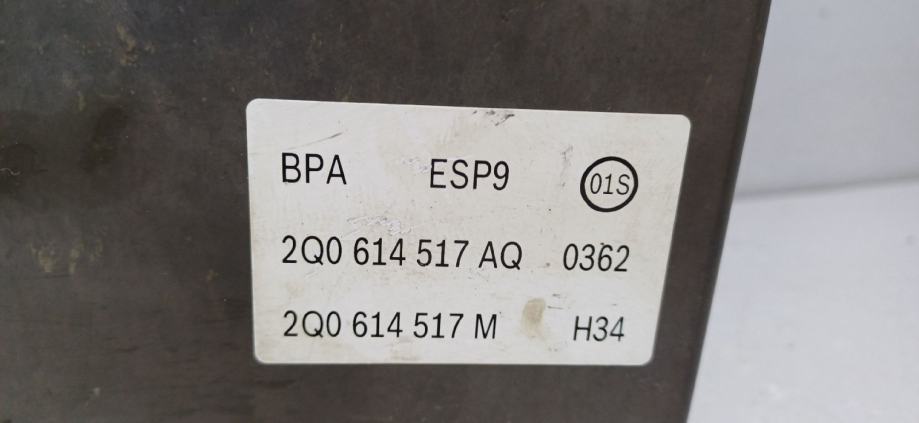 BPA ESP9 01S
2Q0 614 517 AQ 0362
2Q0 614 517 M H34